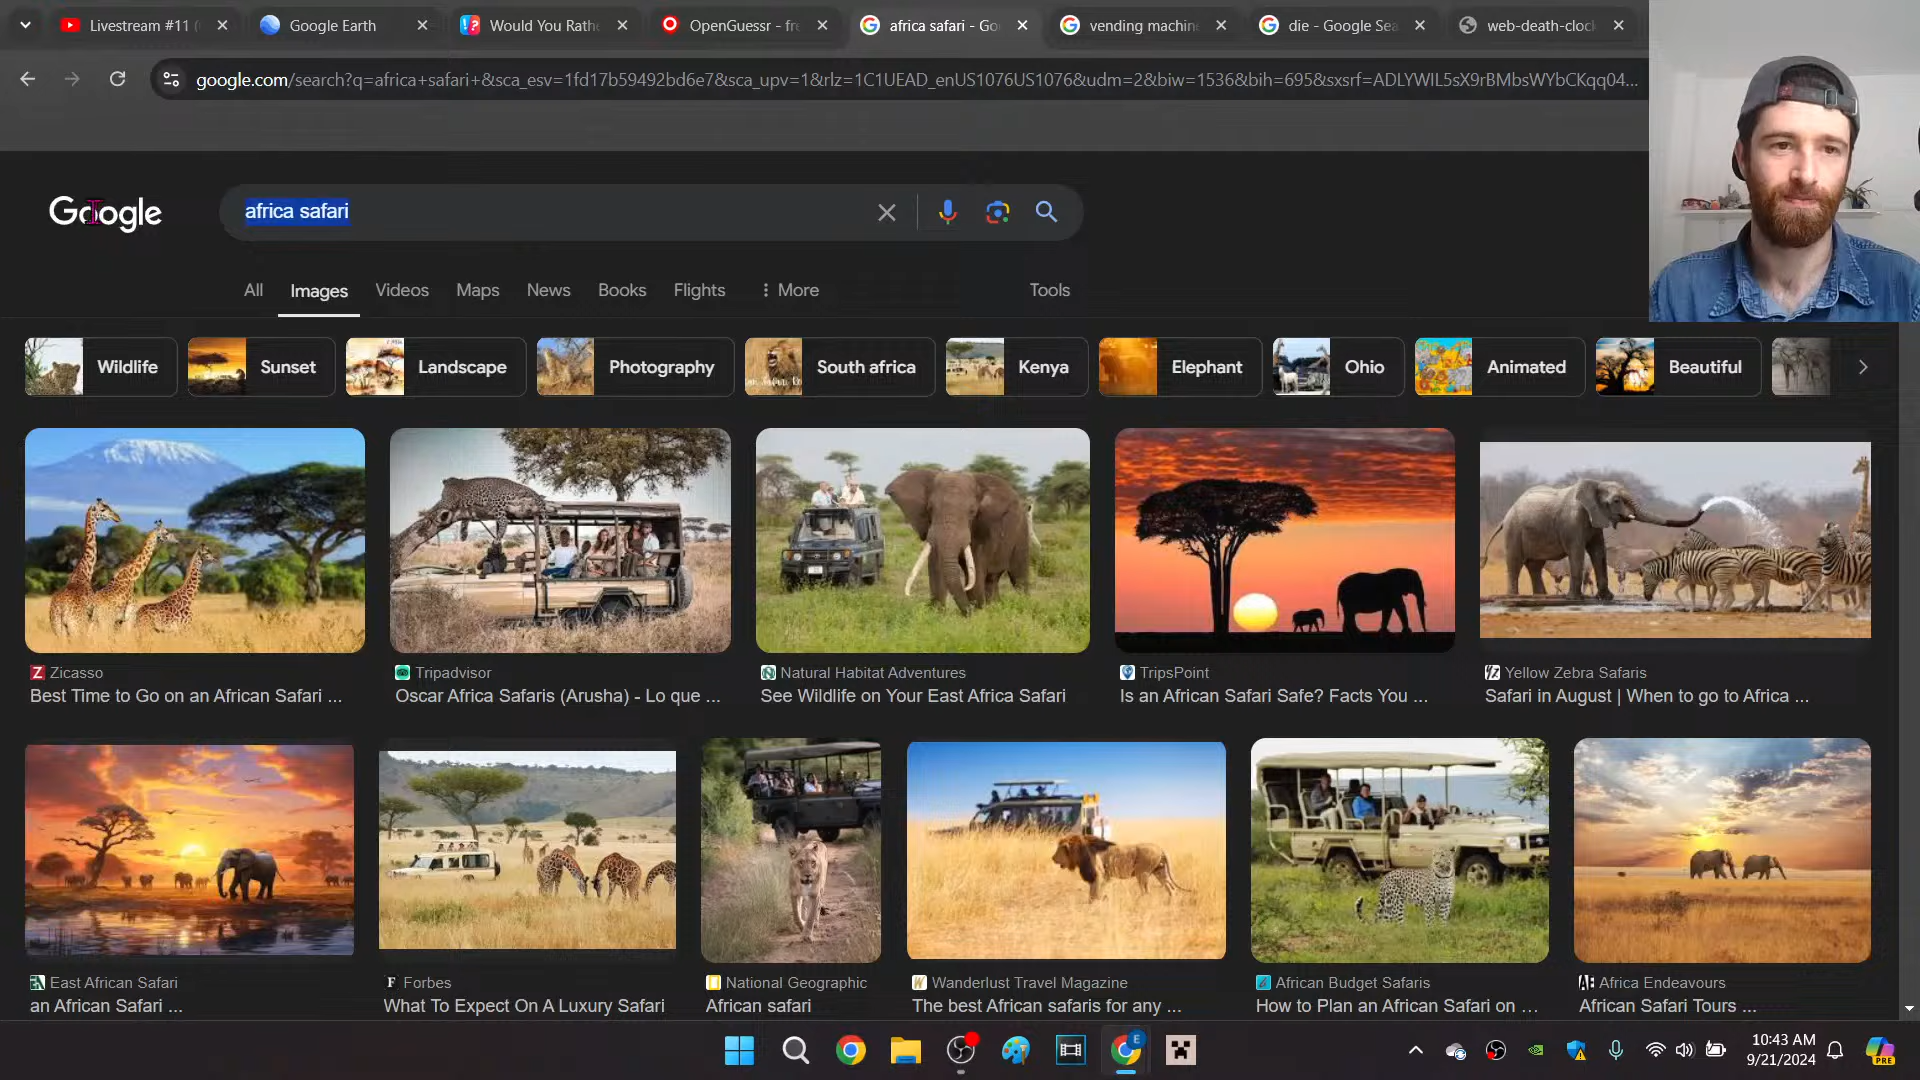 Livestream #11
Google Earth
Would You Rath
OpenGuessr - fr
africa safari - Go
vending machin
die - Google Sea
web-death-cloc
google.com/search?q=africa+safari+&sca_esv=1fd17b59492bd6e7&sca_upv=1&rlz=1C1UEAD_enUS1076US1076&udm=2&biw=1536&bih=695&sxsrf=ADLYWIL5sX9rBMbsWYbCKqq04...
Google
africa safari
All
Images
Videos
Maps
News
Books
Flights
More
Tools
Wildlife
Sunset
Landscape
Photography
South africa
Kenya
Elephant
Ohio
Animated
Beautiful
Zicasso
Best Time to Go on an African Safari ...
Tripadvisor
Oscar Africa Safaris (Arusha) - Lo que ...
Natural Habitat Adventures
See Wildlife on Your East Africa Safari
TripsPoint
Is an African Safari Safe? Facts You ...
Yellow Zebra Safaris
Safari in August | When to go to Africa ...
East African Safari
an African Safari ...
Forbes
What To Expect On A Luxury Safari
National Geographic
African safari
Wanderlust Travel Magazine
The best African safaris for any ...
African Budget Safaris
How to Plan an African Safari on ...
Africa Endeavours
African Safari Tours ...
10:43 AM
9/21/2024
PRE